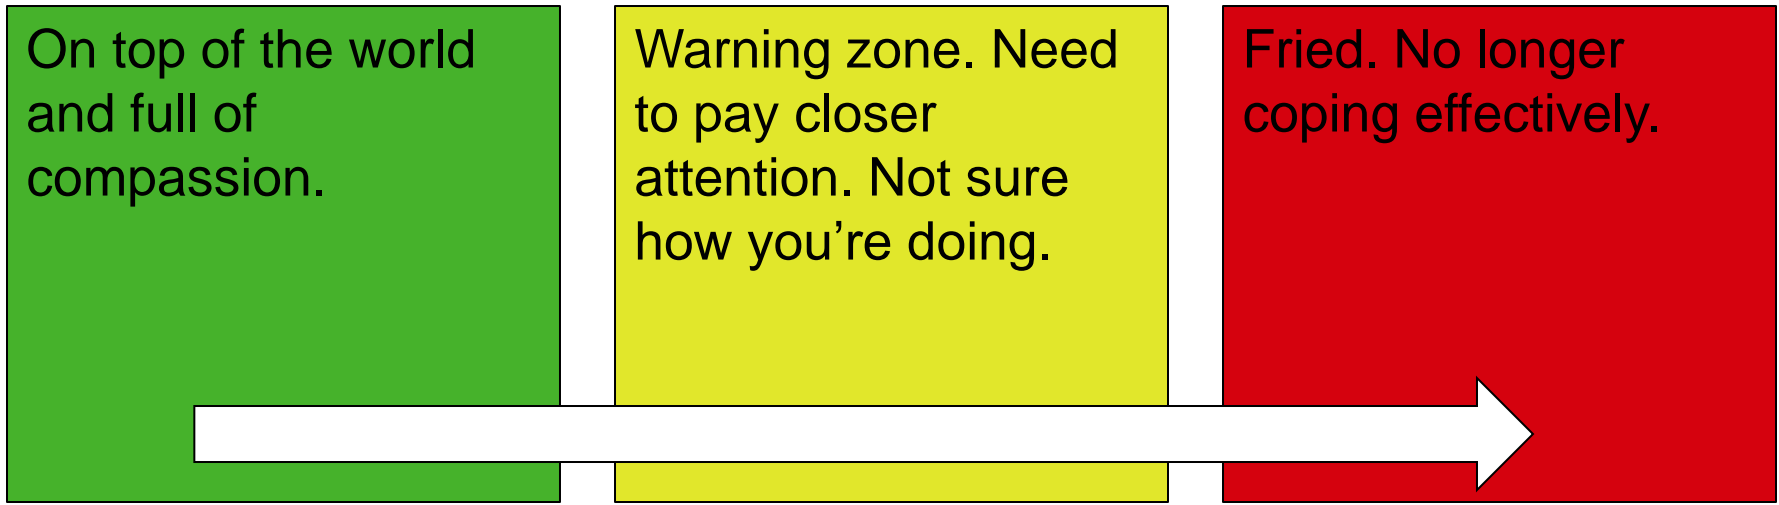 On top of the world
and full of
compassion.
Warning zone. Need
to pay closer
attention. Not sure
how you’re doing.
Fried. No longer
coping effectively.